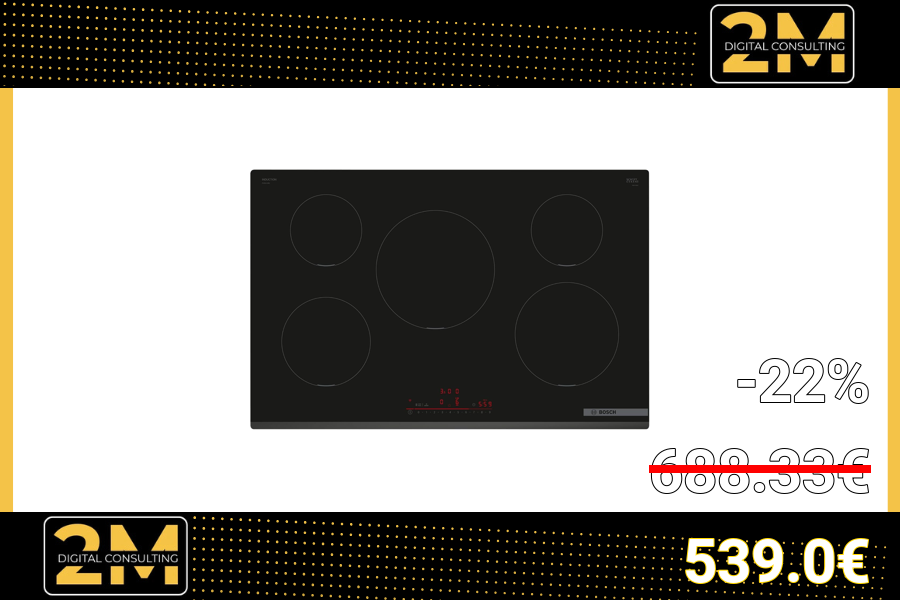 2M
DIGITAL CONSULTING
BOSCH
-22%
688.33€
2M
DIGITAL CONSULTING
539.0€